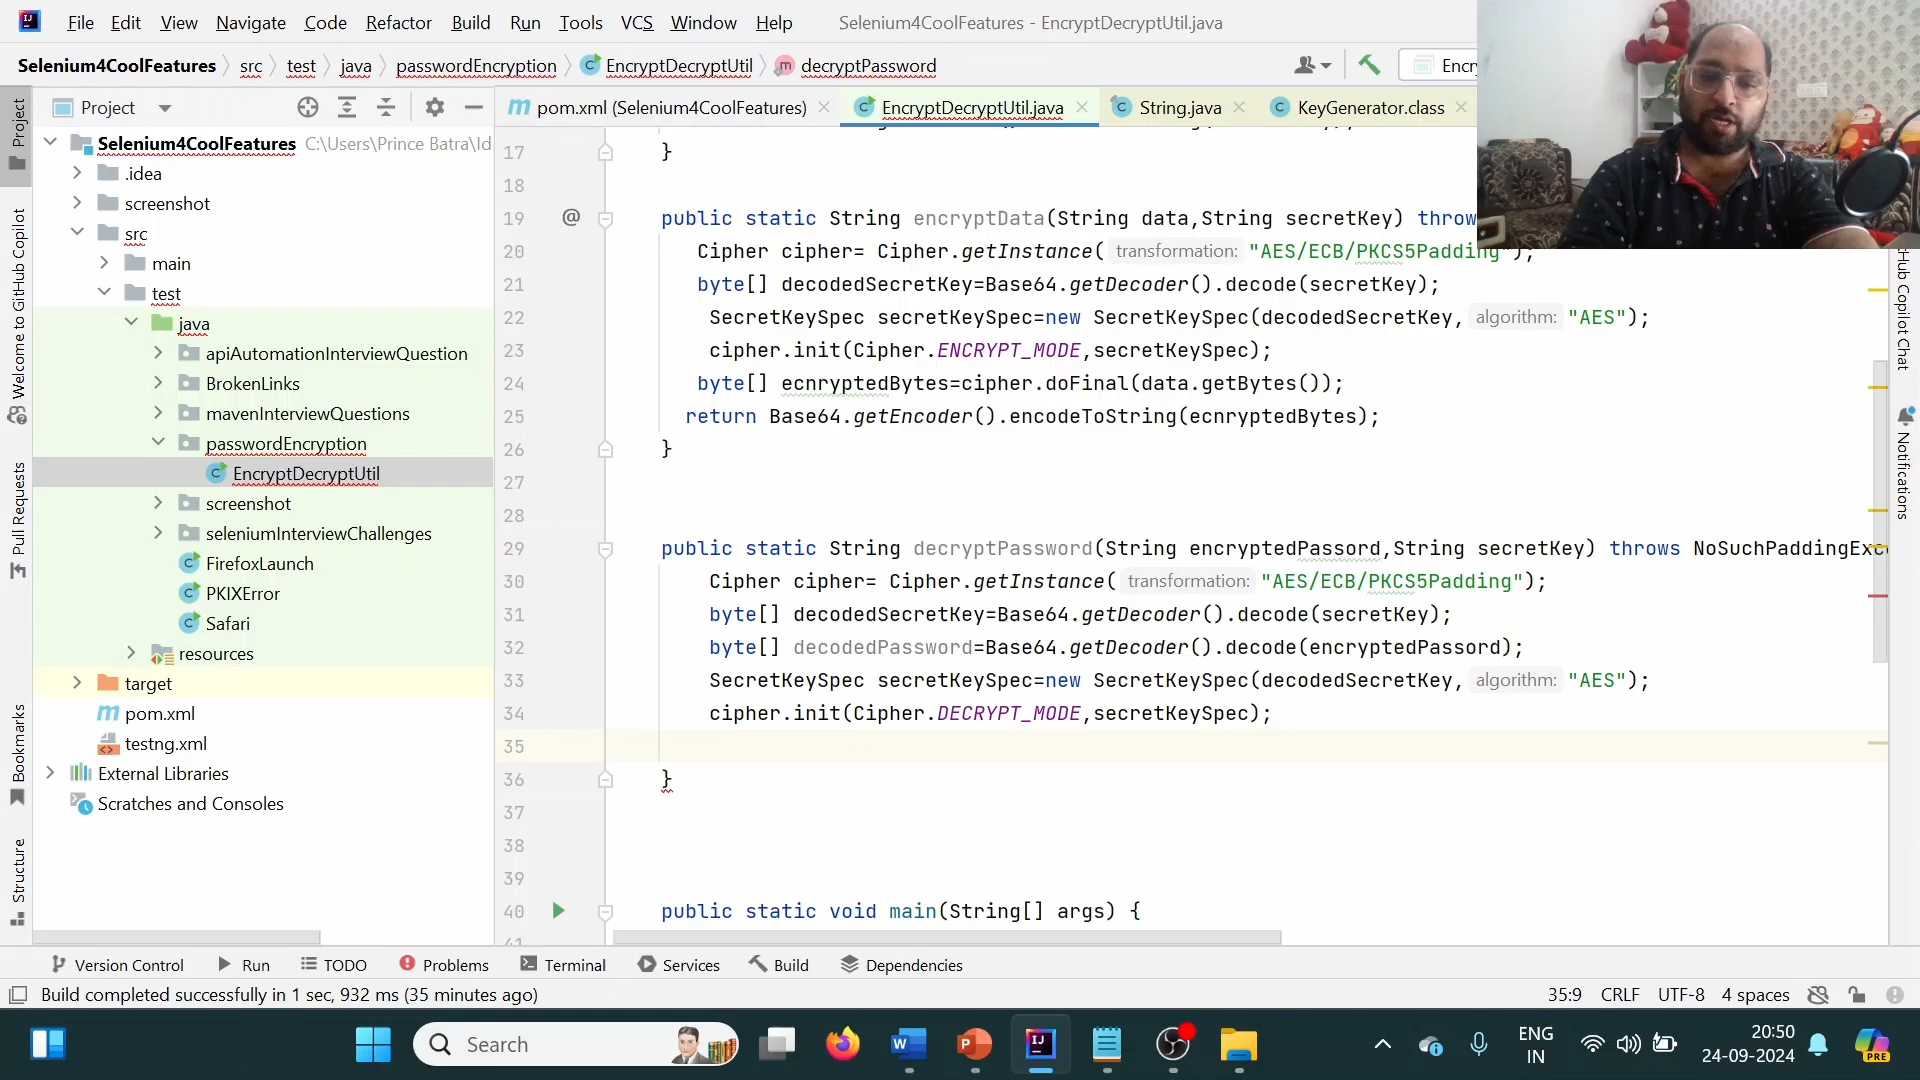 File Edit View Navigate Code Refactor Build Run Tools VCS Window Help Selenium4CoolFeatures - EncryptDecryptUtil.java
Selenium4CoolFeatures src test java passwordEncryption EncryptDecryptUtil decryptPassword
Project
pom.xml (Selenium4CoolFeatures) EncryptDecryptUtil.java String.java KeyGenerator.class
Project
Welcome to GitHub Copilot
Pull Requests
Bookmarks
Structure
Selenium4CoolFeatures C:\Users\Prince Batra\Id
.idea
screenshot
src
main
test
java
apiAutomationInterviewQuestion
BrokenLinks
mavenInterviewQuestions
passwordEncryption
EncryptDecryptUtil
screenshot
seleniumInterviewChallenges
FirefoxLaunch
PKIXError
Safari
resources
target
pom.xml
testng.xml
External Libraries
Scratches and Consoles
17 }
18
19 @ public static String encryptData(String data,String secretKey) throw
20 Cipher cipher= Cipher.getInstance( transformation: "AES/ECB/PKCS5Padding");
21 byte[] decodedSecretKey=Base64.getDecoder().decode(secretKey);
22 SecretKeySpec secretKeySpec=new SecretKeySpec(decodedSecretKey, algorithm: "AES");
23 cipher.init(Cipher.ENCRYPT_MODE,secretKeySpec);
24 byte[] ecnryptedBytes=cipher.doFinal(data.getBytes());
25 return Base64.getEncoder().encodeToString(ecnryptedBytes);
26 }
27
28
29 public static String decryptPassword(String encryptedPassord,String secretKey) throws NoSuchPaddingExc
30 Cipher cipher= Cipher.getInstance( transformation: "AES/ECB/PKCS5Padding");
31 byte[] decodedSecretKey=Base64.getDecoder().decode(secretKey);
32 byte[] decodedPassword=Base64.getDecoder().decode(encryptedPassord);
33 SecretKeySpec secretKeySpec=new SecretKeySpec(decodedSecretKey, algorithm: "AES");
34 cipher.init(Cipher.DECRYPT_MODE,secretKeySpec);
35
36 }
37
38
39
40 public static void main(String[] args) {
41
Hub Copilot Chat
Notifications
Version Control Run TODO Problems Terminal Services Build Dependencies
Build completed successfully in 1 sec, 932 ms (35 minutes ago) 35:9 CRLF UTF-8 4 spaces
Search
ENG
IN
20:50
24-09-2024
PRE